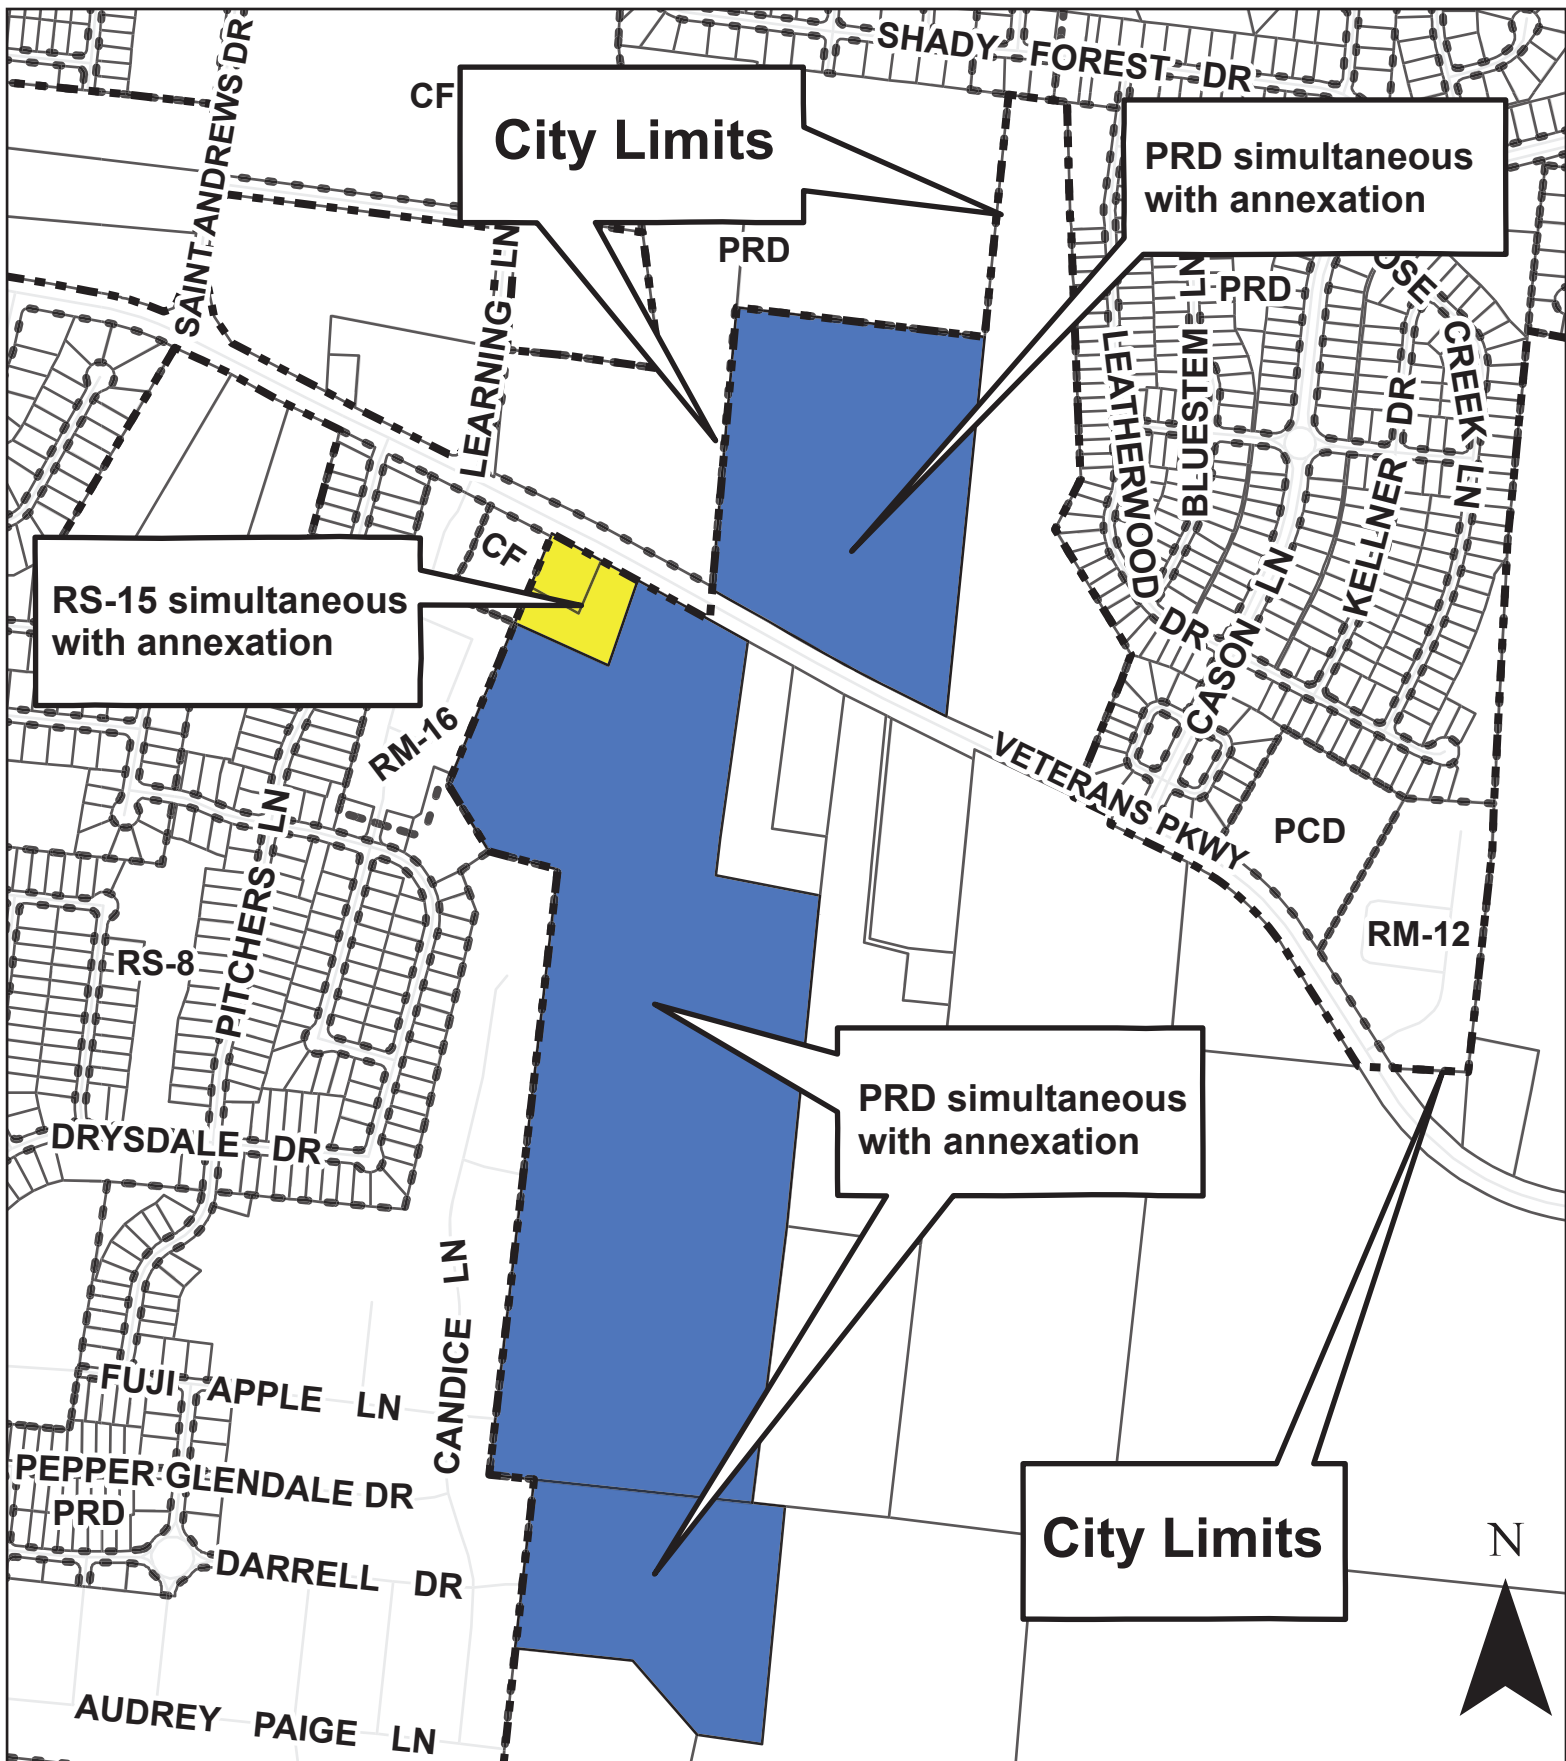 SHADY FOREST DR
SAINT ANDREWS DR
CF
City Limits
PRD simultaneous
with annexation
PRD
PRD
OSE
CREEK LN
LEARNING LN
LEATHERWOOD DR
BLUESTEM LN
KELLNER DR
CASON LN
CF
RS-15 simultaneous
with annexation
RM-16
VETERANS PKWY
PCD
RM-12
PITCHERS LN
RS-8
PRD simultaneous
with annexation
DRYSDALE DR
CANDICE LN
FUJI APPLE LN
PEPPER GLENDALE DR
PRD
City Limits
N
DARRELL DR
AUDREY PAIGE LN